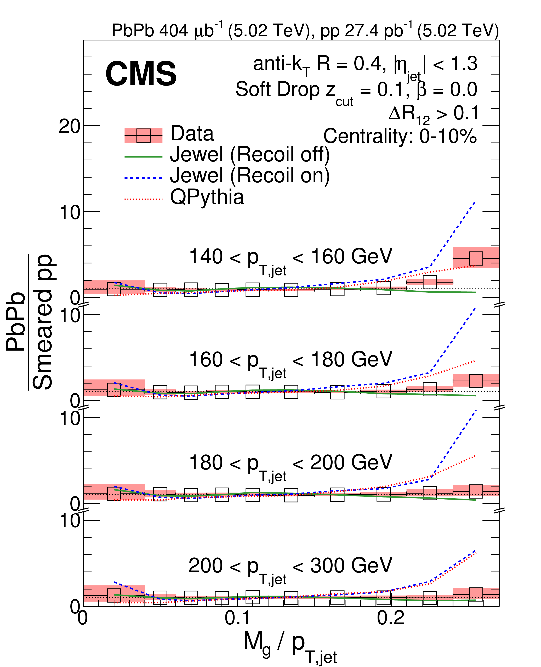 PbPb 404 μb⁻¹ (5.02 TeV), pp 27.4 pb⁻¹ (5.02 TeV)
CMS
anti-k_T R = 0.4, |η_jet| < 1.3
Soft Drop z_cut = 0.1, β = 0.0
ΔR₁₂ > 0.1
Centrality: 0-10%
Data
Jewel (Recoil off)
Jewel (Recoil on)
QPythia
20
10
0
140 < p_T,jet < 160 GeV
10
0
160 < p_T,jet < 180 GeV
10
0
180 < p_T,jet < 200 GeV
10
0
200 < p_T,jet < 300 GeV
PbPb
Smeared pp
0
0.1
0.2
M_g / p_T,jet